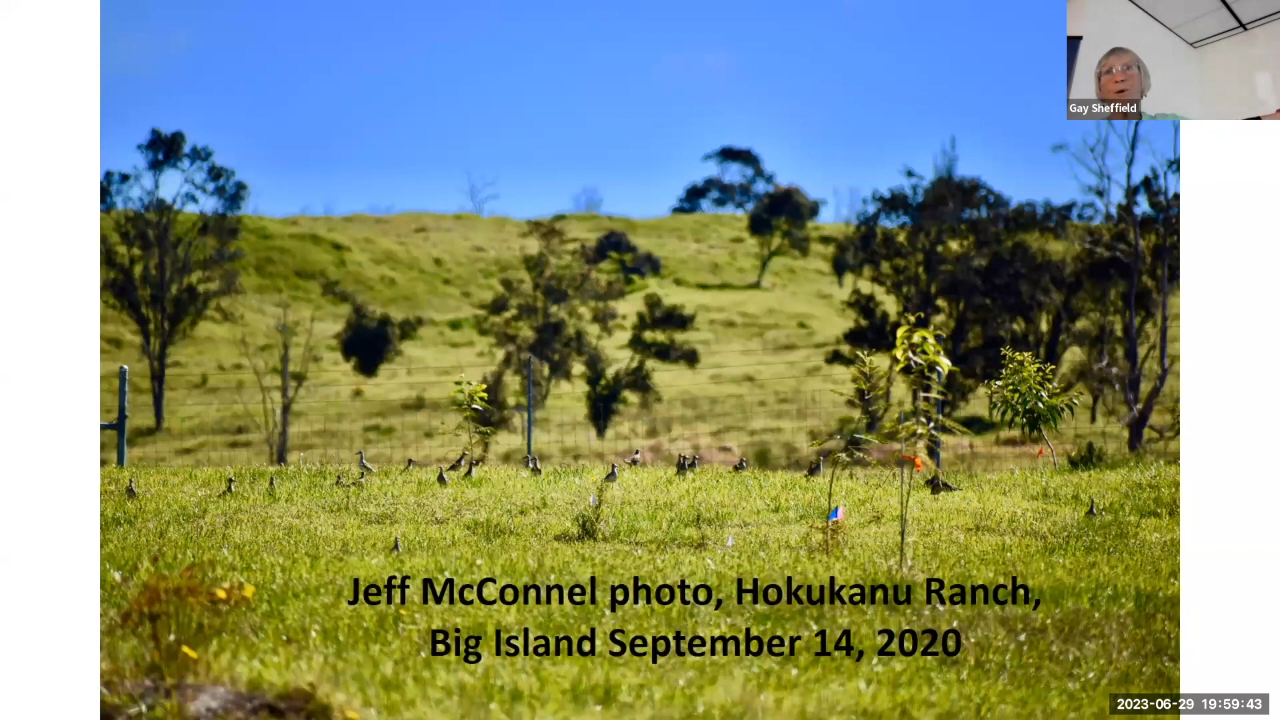 Gay Sheffield
Jeff McConnel photo, Hokukanu Ranch,
Big Island September 14, 2020
2023-06-29 19:59:43